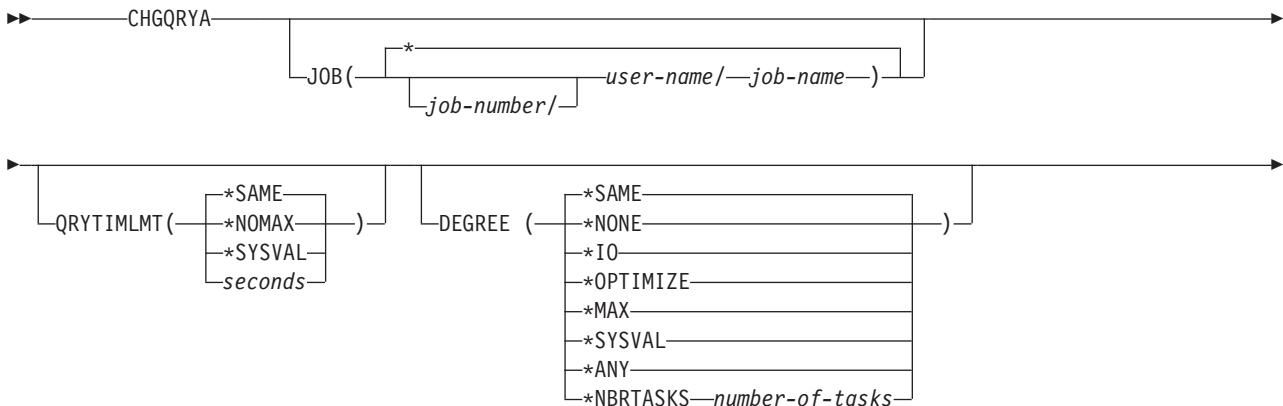 CHGQRYA
*
JOB( user-name/ job-name )
job-number/
*SAME *SAME
QRYTIMLMT( *NOMAX ) DEGREE ( *NONE )
*SYSVAL *IO
seconds *OPTIMIZE
*MAX
*SYSVAL
*ANY
*NBRTASKS number-of-tasks